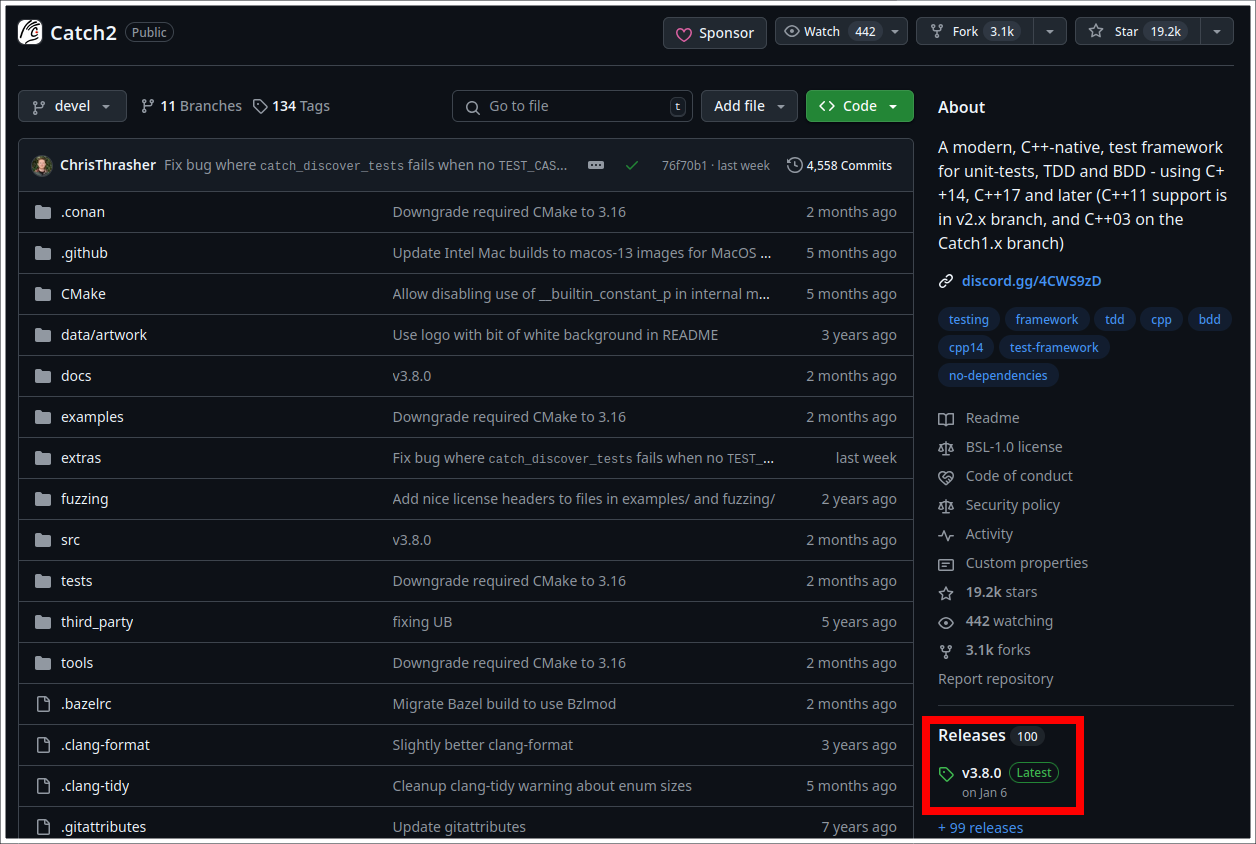 Catch2 Public Sponsor Watch 442 Fork 3.1k Star 19.2k
devel 11 Branches 134 Tags Go to file t Add file Code
ChrisThrasher Fix bug where catch_discover_tests fails when no TEST_CAS... 76f70b1 · last week 4,558 Commits
.conan Downgrade required CMake to 3.16 2 months ago
.github Update Intel Mac builds to macos-13 images for MacOS ... 5 months ago
CMake Allow disabling use of __builtin_constant_p in internal m... 5 months ago
data/artwork Use logo with bit of white background in README 3 years ago
docs v3.8.0 2 months ago
examples Downgrade required CMake to 3.16 2 months ago
extras Fix bug where catch_discover_tests fails when no TEST_... last week
fuzzing Add nice license headers to files in examples/ and fuzzing/ 2 years ago
src v3.8.0 2 months ago
tests Downgrade required CMake to 3.16 2 months ago
third_party fixing UB 5 years ago
tools Downgrade required CMake to 3.16 2 months ago
.bazelrc Migrate Bazel build to use Bzlmod 2 months ago
.clang-format Slightly better clang-format 3 years ago
.clang-tidy Cleanup clang-tidy warning about enum sizes 5 months ago
.gitattributes Update gitattributes 7 years ago
About
A modern, C++-native, test framework
for unit-tests, TDD and BDD - using C+
+14, C++17 and later (C++11 support is
in v2.x branch, and C++03 on the
Catch1.x branch)
discord.gg/4CWS9zD
testing framework tdd cpp bdd
cpp14 test-framework
no-dependencies
Readme
BSL-1.0 license
Code of conduct
Security policy
Activity
Custom properties
19.2k stars
442 watching
3.1k forks
Report repository
Releases 100
v3.8.0 Latest
on Jan 6
+ 99 releases